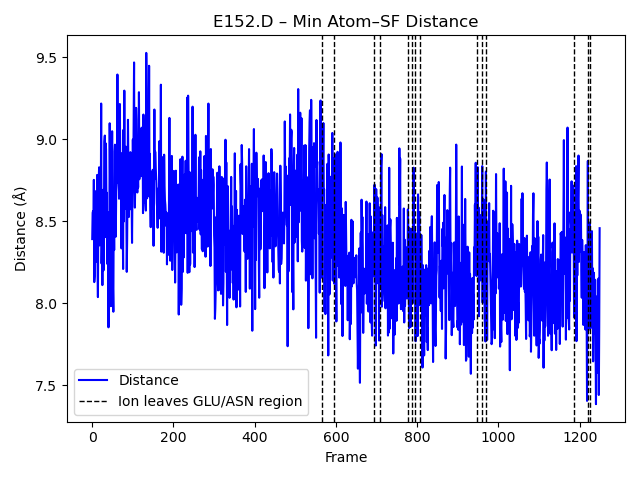 E152.D – Min Atom–SF Distance
Distance (Å)
9.5
9.0
8.5
8.0
7.5
Distance
Ion leaves GLU/ASN region
0 200 400 600 800 1000 1200
Frame